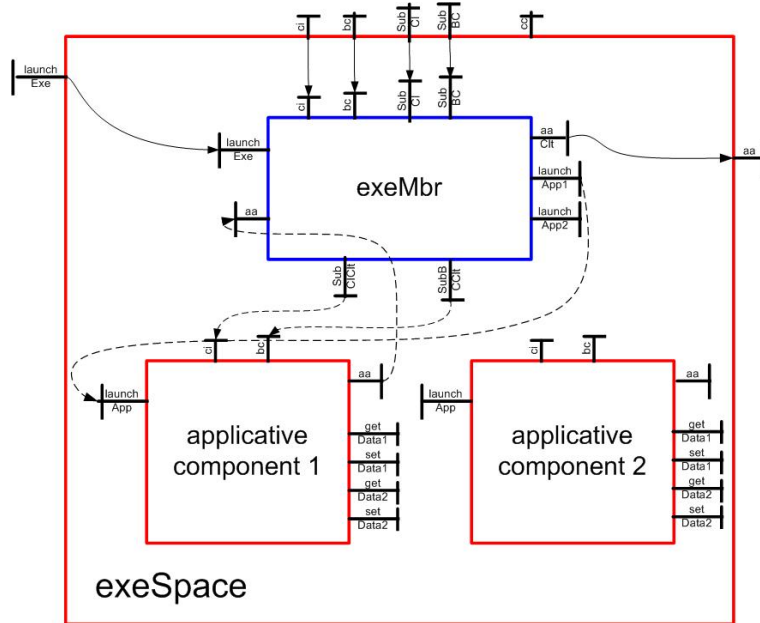 ci
bc
Sub
CI
Sub
BC
cc
launch
Exe
ci
bc
Sub
CI
Sub
BC
launch
Exe
aa
Clt
aa
exeMbr
launch
App1
aa
launch
App2
Sub
CIClt
SubB
CClt
ci
bc
ci
bc
launch
App
aa
launch
App
aa
applicative
component 1
get
Data1
set
Data1
get
Data2
set
Data2
applicative
component 2
get
Data1
set
Data1
get
Data2
set
Data2
exeSpace